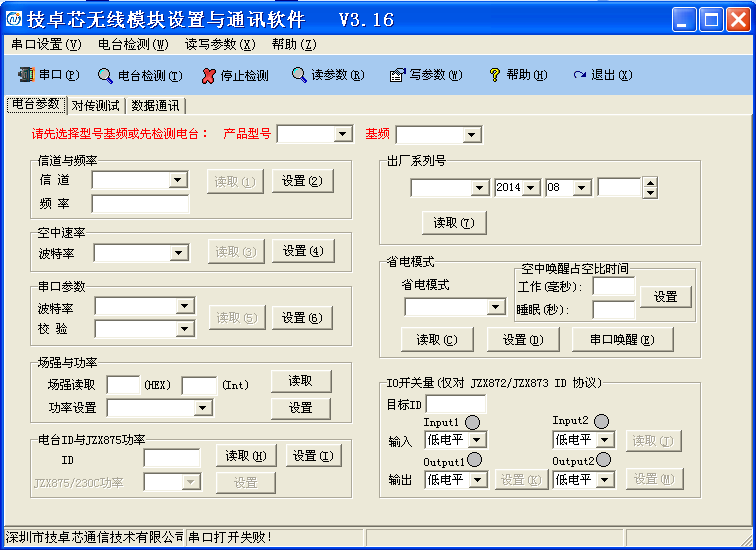 技卓芯无线模块设置与通讯软件 V3.16
串口设置(V) 电台检测(W) 读写参数(X) 帮助(Z)
串口(P) 电台检测(T) 停止检测 读参数(R) 写参数(W) 帮助(H) 退出(X)
电台参数 对传测试 数据通讯
请先选择型号基频或先检测电台： 产品型号 基频
信道与频率
信 道 读取(1) 设置(2)
频 率
空中速率
波特率 读取(3) 设置(4)
串口参数
波特率 读取(5) 设置(6)
校 验
场强与功率
场强读取 (HEX) (Int) 读取
功率设置 设置
电台ID与JZX875功率
ID 读取(H) 设置(I)
JZX875/230C功率 设置
出厂系列号
2014 08
读取(7)
省电模式
省电模式
空中唤醒占空比时间
工作(毫秒): 设置
睡眠(秒):
读取(C) 设置(D) 串口唤醒(E)
IO开关量(仅对 JZX872/JZX873 ID 协议)
目标ID
Input1 Input2
输入 低电平 低电平 读取(J)
Output1 Output2
输出 低电平 设置(K) 低电平 设置(M)
深圳市技卓芯通信技术有限公司 串口打开失败!